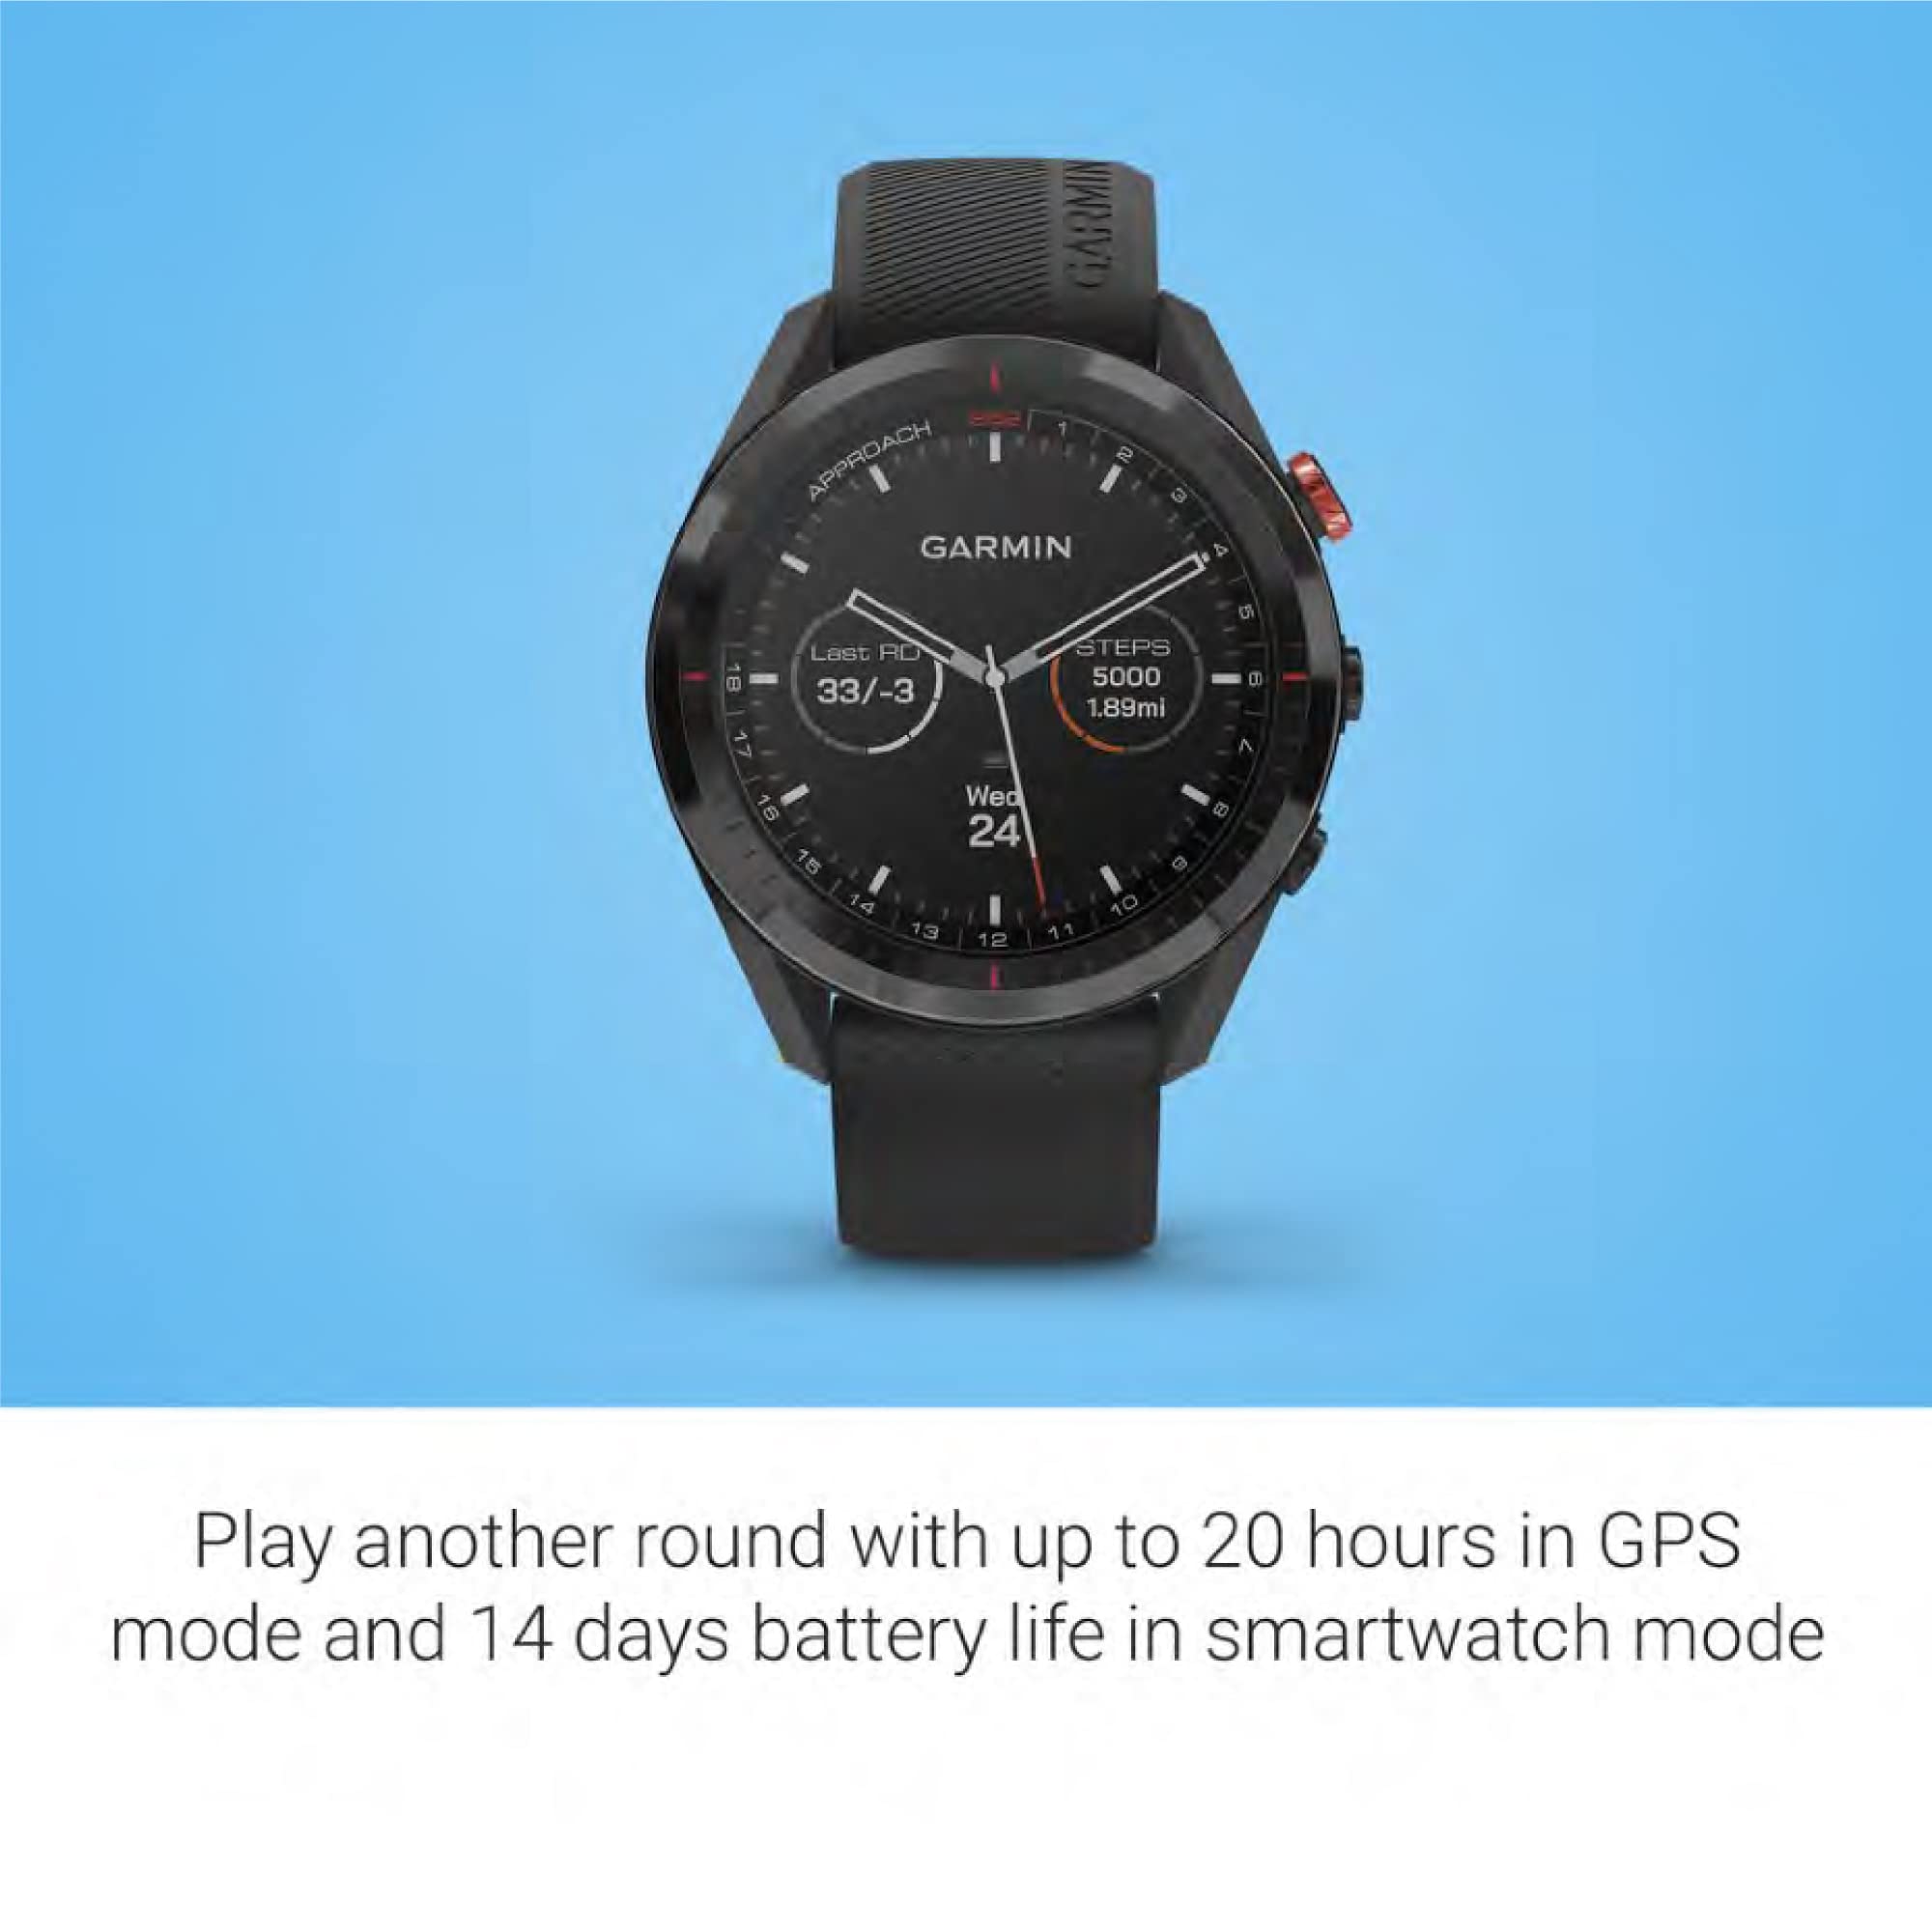 GARMIN
APPROACH
S62
1
2
3
4
5
6
7
8
9
10
11
12
13
14
15
16
17
18
GARMIN
Last RD
33/-3
STEPS
5000
1.89mi
Wed
24
Play another round with up to 20 hours in GPS
mode and 14 days battery life in smartwatch mode